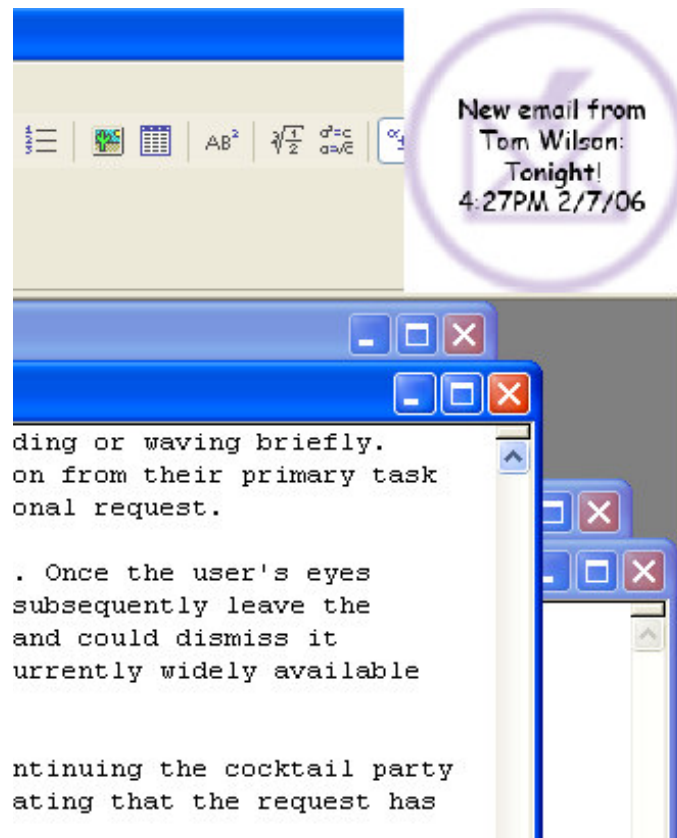 AB²
New email from
Tom Wilson:
Tonight!
4:27PM 2/7/06
ding or waving briefly.
on from their primary task
onal request.
. Once the user's eyes
subsequently leave the
and could dismiss it
urrently widely available
ntinuing the cocktail party
ating that the request has